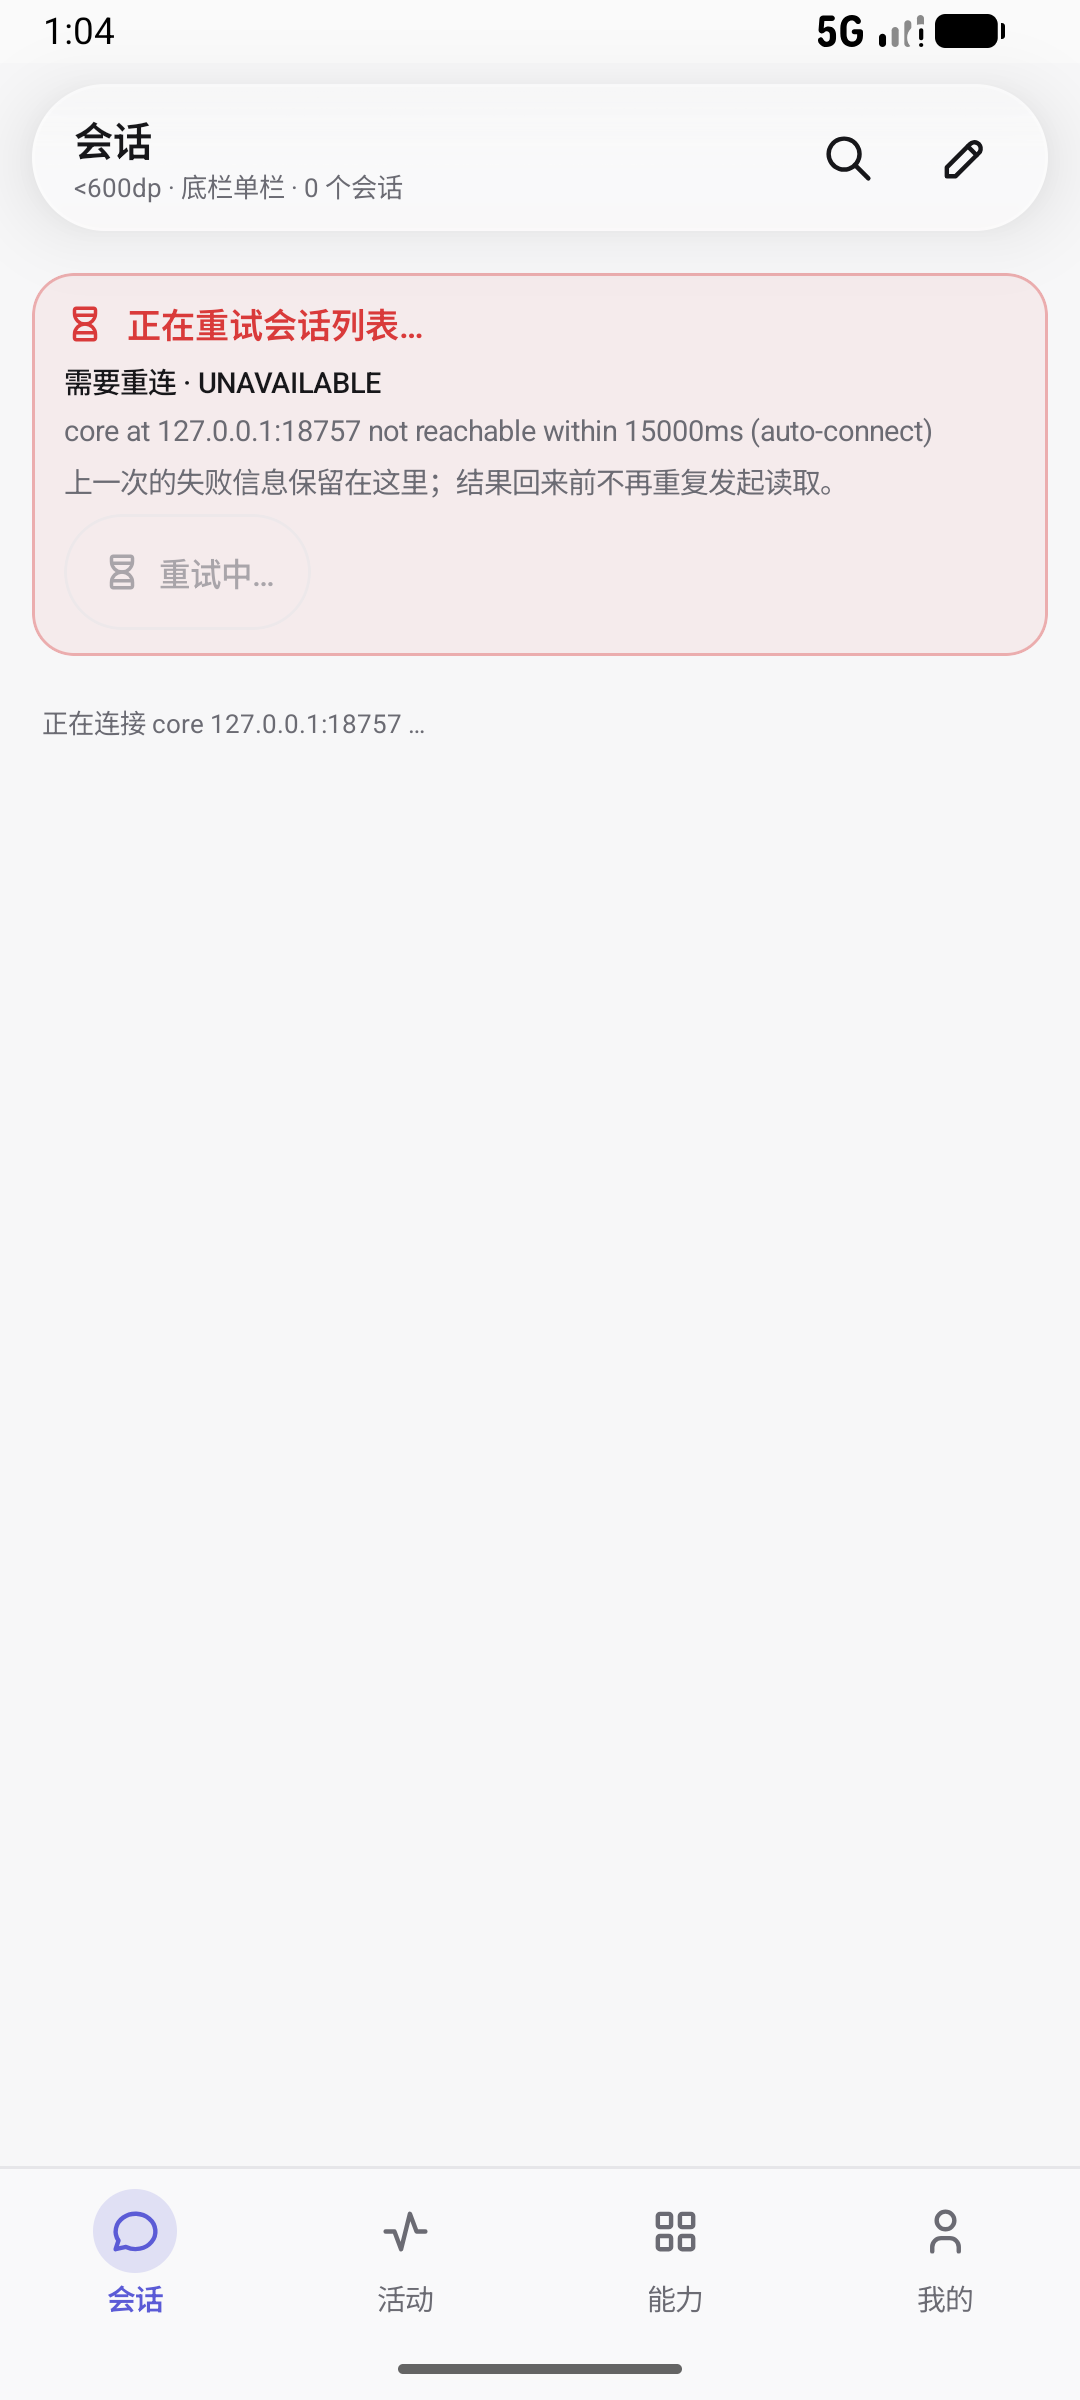 1:04
5G
会话
<600dp · 底栏单栏 · 0 个会话
正在重试会话列表…
需要重连 · UNAVAILABLE
core at 127.0.0.1:18757 not reachable within 15000ms (auto-connect)
上一次的失败信息保留在这里；结果回来前不再重复发起读取。
重试中…
正在连接 core 127.0.0.1:18757 …
会话
活动
能力
我的